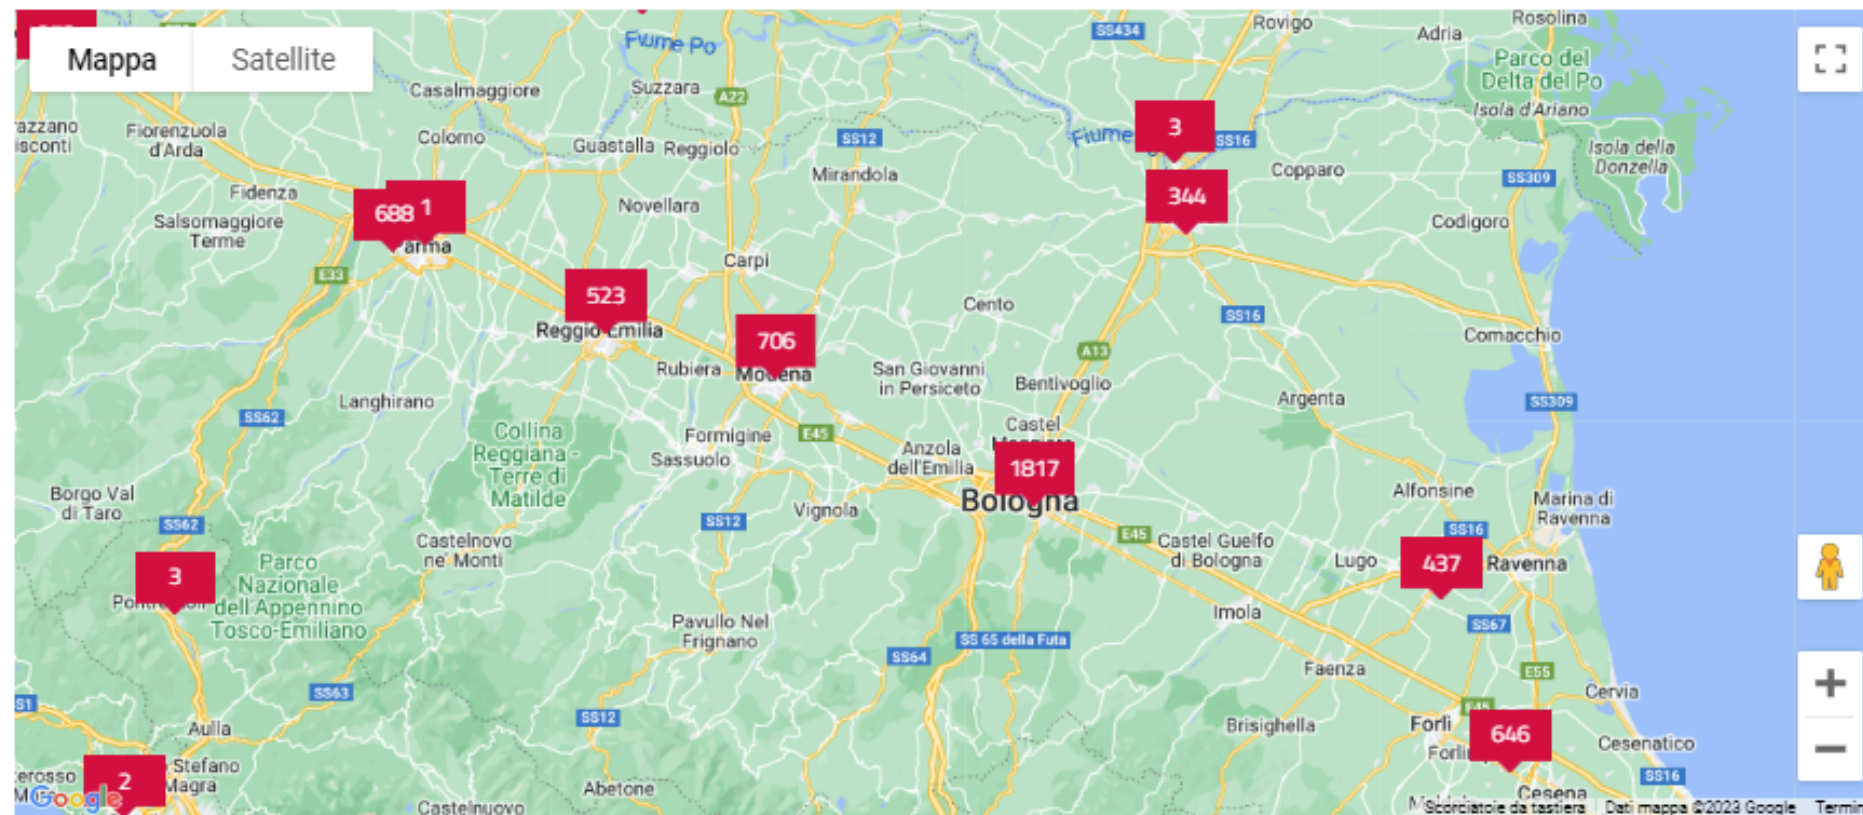 Mappa
Satellite
Fiume Po
SS434
Rovigo
Rosolina
Adria
Parco del
Delta del Po
Isola d'Ariano
Casalmaggiore
Suzzara
A22
Fiorenzuola
d'Arda
Colorno
Guastalla
Reggiolo
SS12
3
SS16
Isola della
Donzella
Copparo
Mirandola
SS309
Fidenza
688
1
Novellara
344
Salsomaggiore
Terme
Codigoro
Parma
E33
Carpi
523
Cento
SS16
Reggio Emilia
706
Comacchio
A13
Rubiera
Modena
San Giovanni
in Persiceto
Bentivoglio
Langhirano
SS62
Argenta
SS309
Collina
Reggiana -
Terre di
Matilde
Formigine
E45
Castel
Sassuolo
Anzola
dell'Emilia
1817
Bologna
Borgo Val
di Taro
SS62
Vignola
SS12
Alfonsine
Marina di
Ravenna
SS16
E45
Castelnovo
ne' Monti
Castel Guelfo
di Bologna
Lugo
437
Ravenna
3
Parco
Nazionale
dell'Appennino
Tosco-Emiliano
Imola
SS67
Pavullo Nel
Frignano
SS 65 della Futa
SS64
Faenza
E55
SS63
Cervia
SS12
E45
Aulla
Brisighella
Forlì
646
Cesenatico
2
Stefano
Magra
SS16
Abetone
Cesena
Google
Castelnuovo
Scorciatoie da tastiera
Dati mappa ©2023 Google